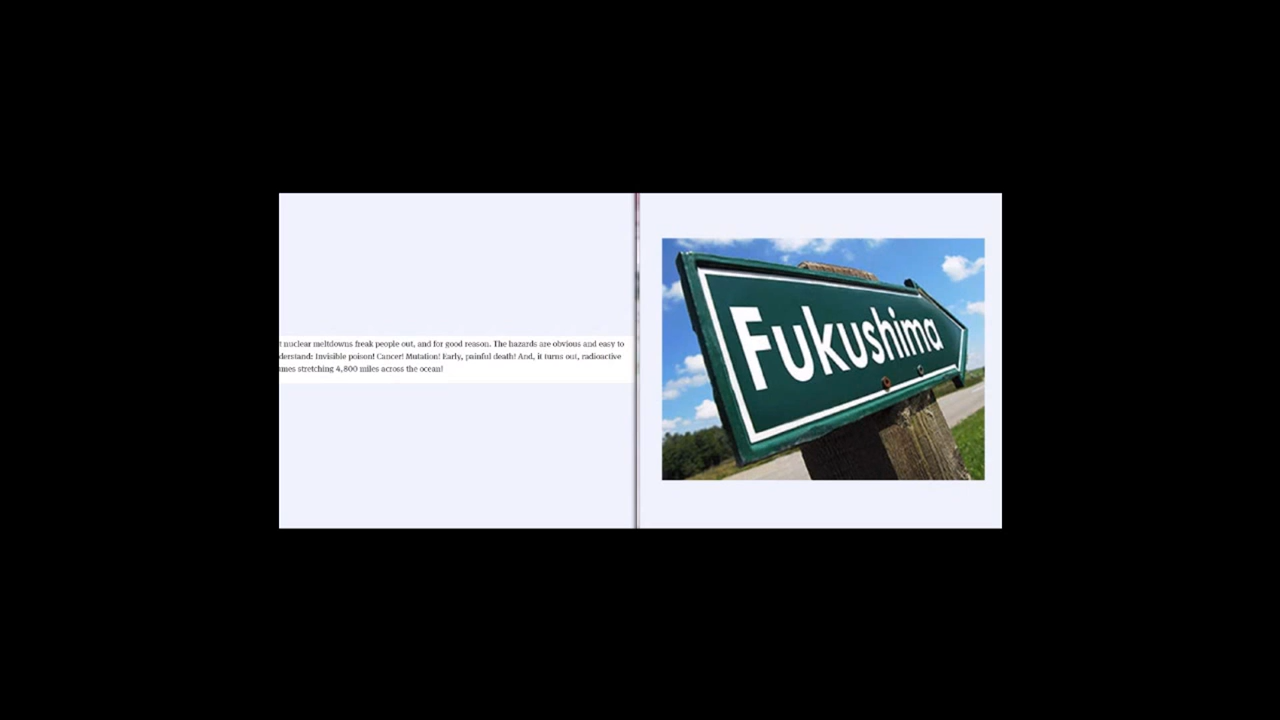 t nuclear meltdowns freak people out, and for good reason. The hazards are obvious and easy to
derstand: Invisible poison! Cancer! Mutation! Early, painful death! And, it turns out, radioactive
umes stretching 4,800 miles across the ocean!
Fukushima